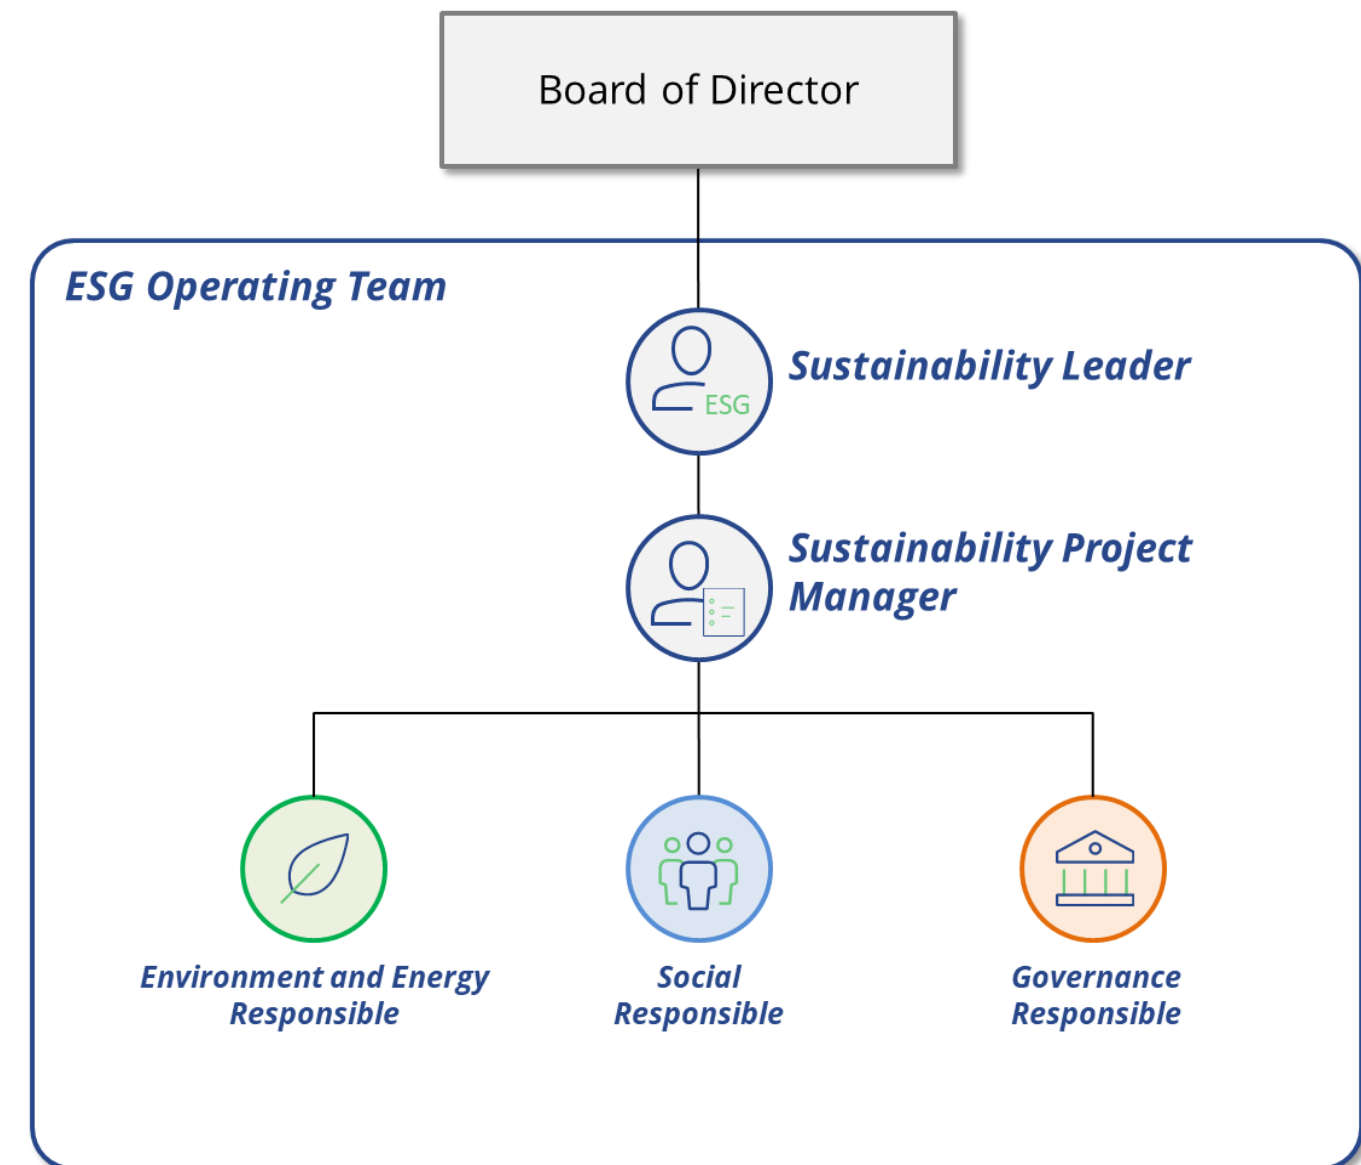 Board of Director
ESG Operating Team
Sustainability Leader
ESG
Sustainability Project
Manager
Environment and Energy
Responsible
Social
Responsible
Governance
Responsible